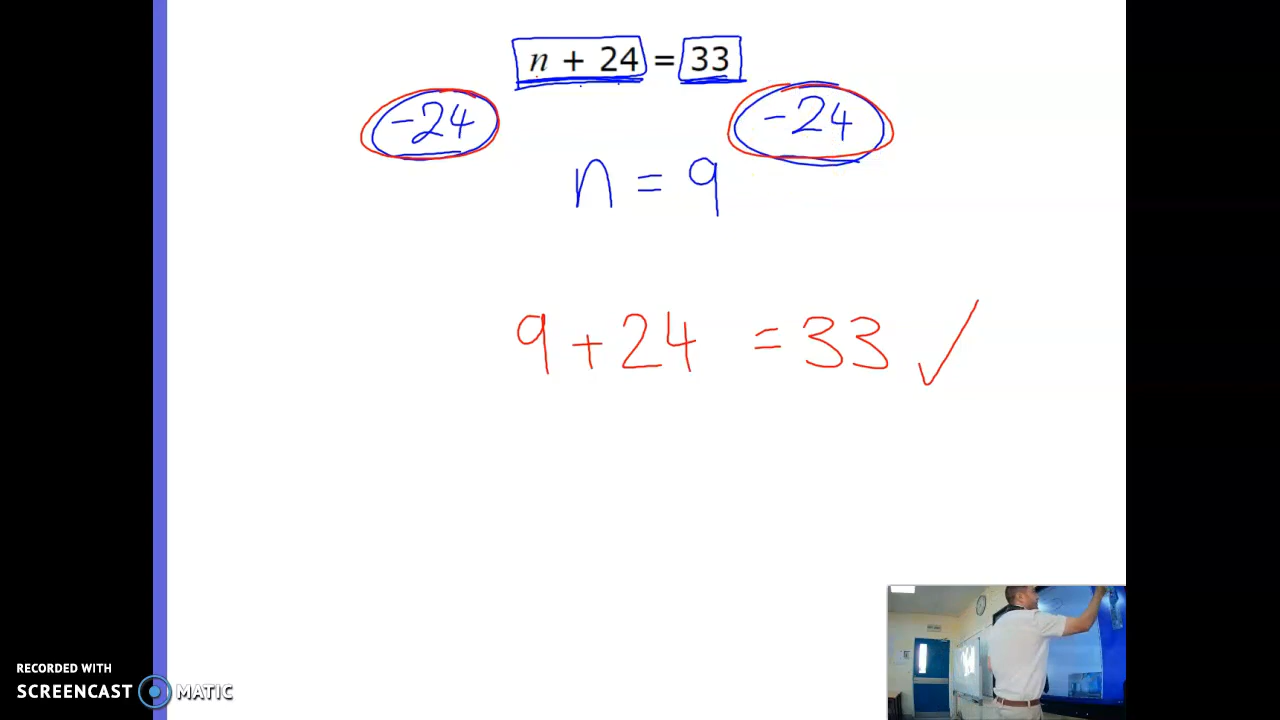 n + 24 = 33
-24 -24
n = 9
9 + 24 = 33 ✓
RECORDED WITH
SCREENCAST MATIC